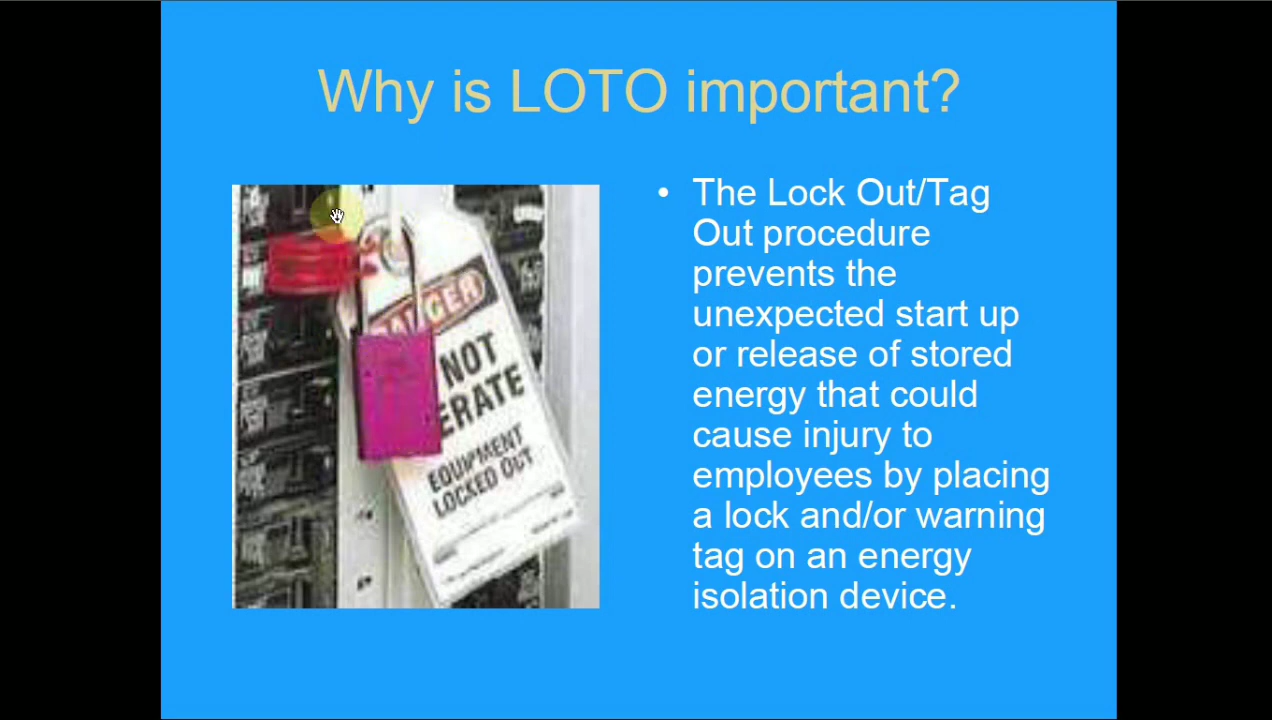 Why is LOTO important?
• The Lock Out/Tag
Out procedure
prevents the
unexpected start up
or release of stored
energy that could
cause injury to
employees by placing
a lock and/or warning
tag on an energy
isolation device.
NOT
ERATE
EQUIPMENT
LOCKED OUT